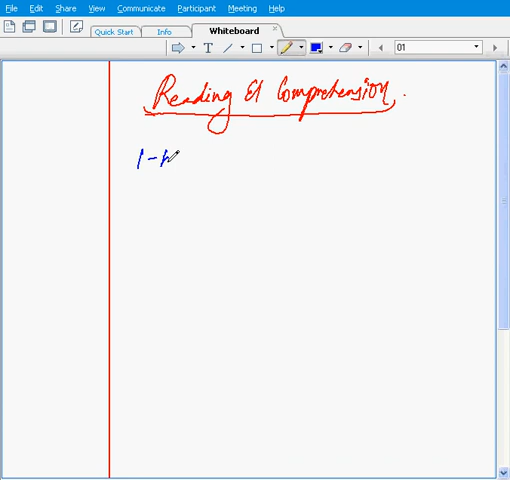 File Edit Share View Communicate Participant Meeting Help
Quick Start Info Whiteboard
T 01
Reading & Comprehension.
1-